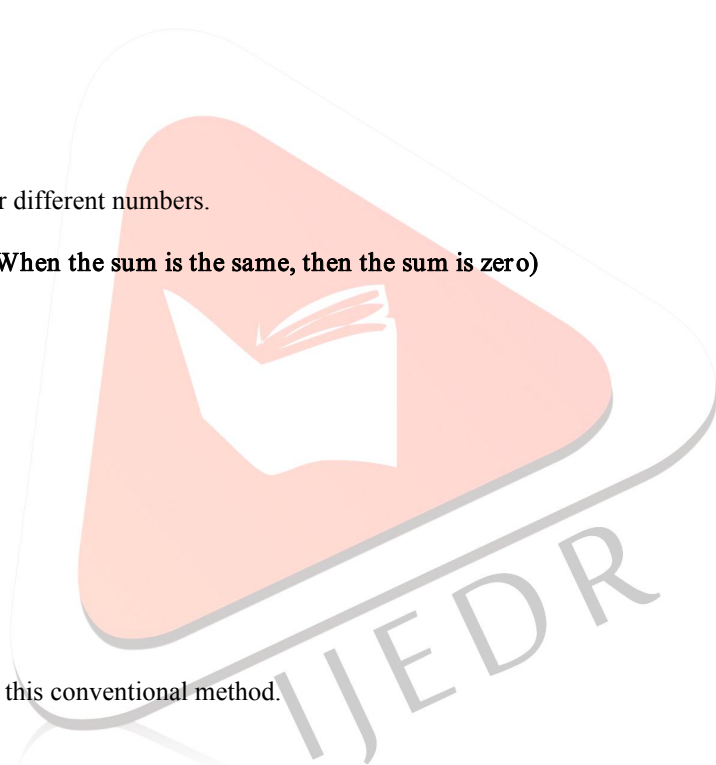 r different numbers.
When the sum is the same, then the sum is zero)
this conventional method.
IJEDR